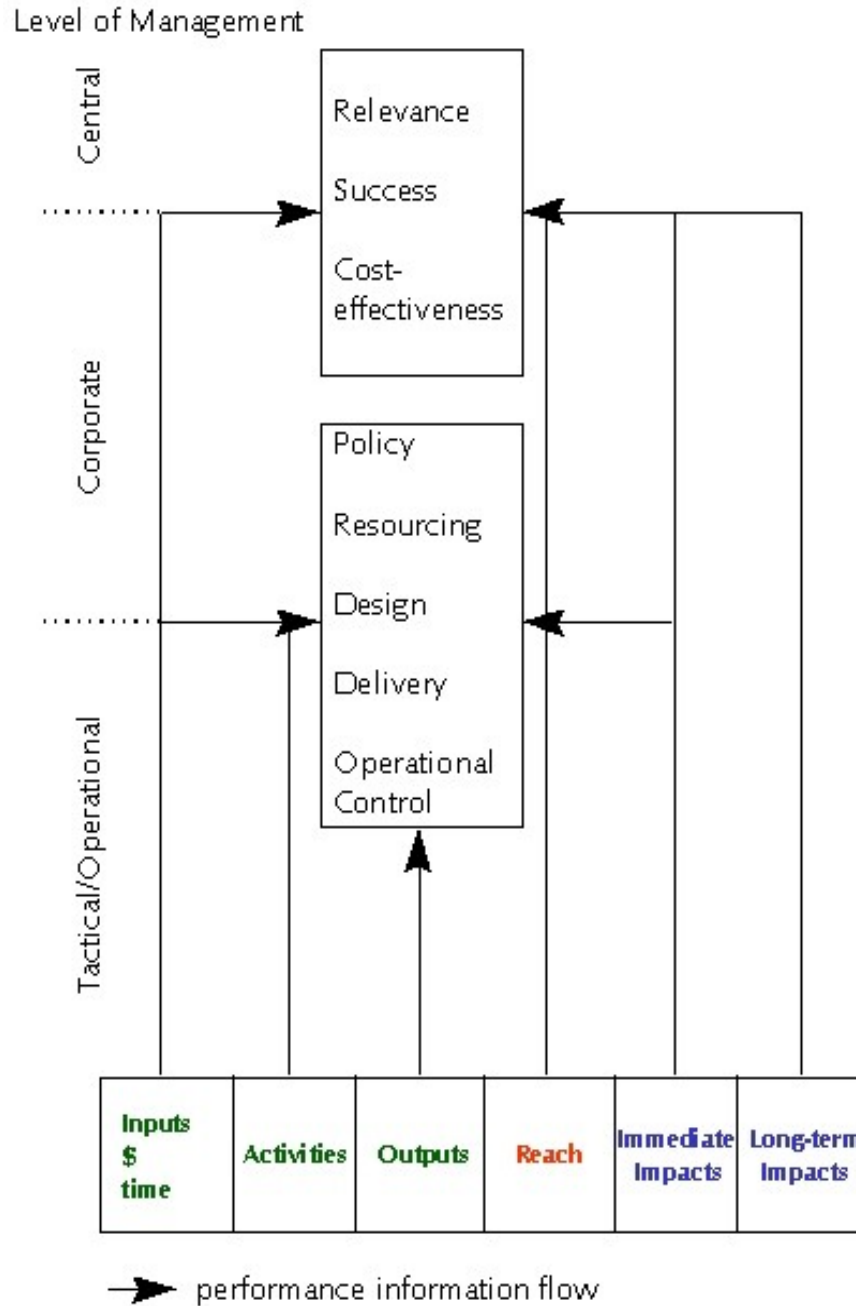 Level of Management
Central
Relevance
Success
Cost-
effectiveness
Corporate
Policy
Resourcing
Design
Delivery
Operational
Control
Tactical/Operational
Inputs
$
time
Activities
Outputs
Reach
Immediate
Impacts
Long-term
Impacts
performance information flow